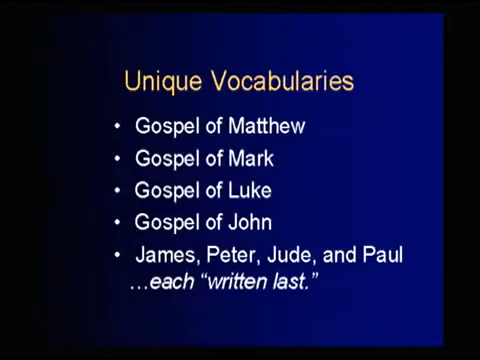 Unique Vocabularies
• Gospel of Matthew
• Gospel of Mark
• Gospel of Luke
• Gospel of John
• James, Peter, Jude, and Paul
…each “written last.”